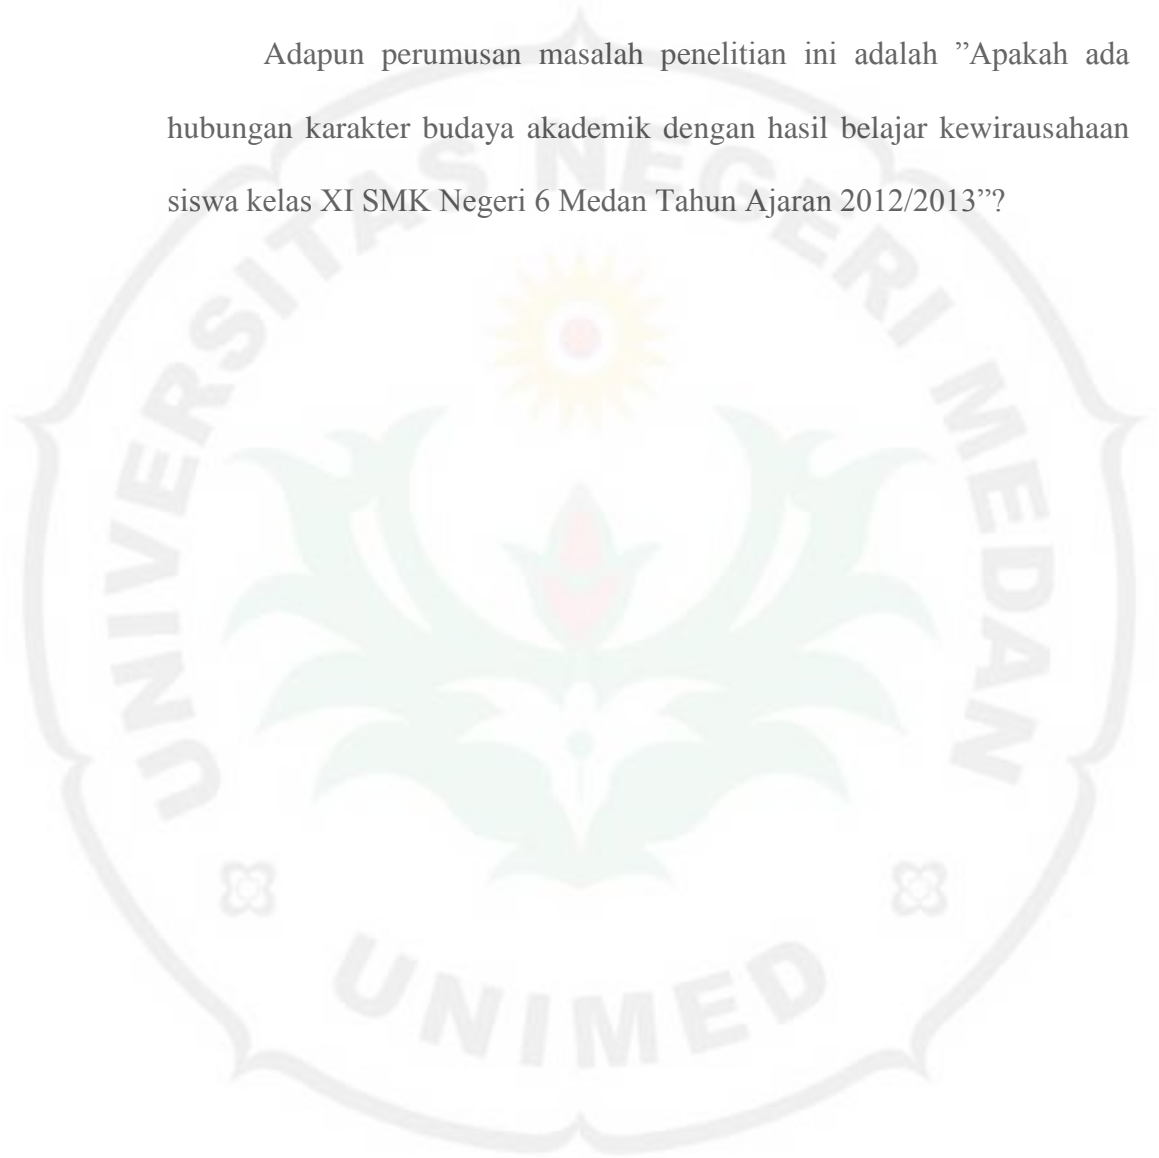 Adapun perumusan masalah penelitian ini adalah ”Apakah ada
hubungan karakter budaya akademik dengan hasil belajar kewirausahaan
siswa kelas XI SMK Negeri 6 Medan Tahun Ajaran 2012/2013”?
UNIVERSITAS NEGERI MEDAN
UNIMED